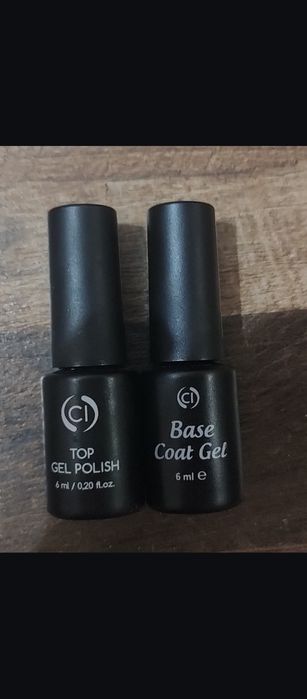 CI
TOP
GEL POLISH
6 ml / 0,20 fl.oz.
CI
Base
Coat Gel
6 ml e